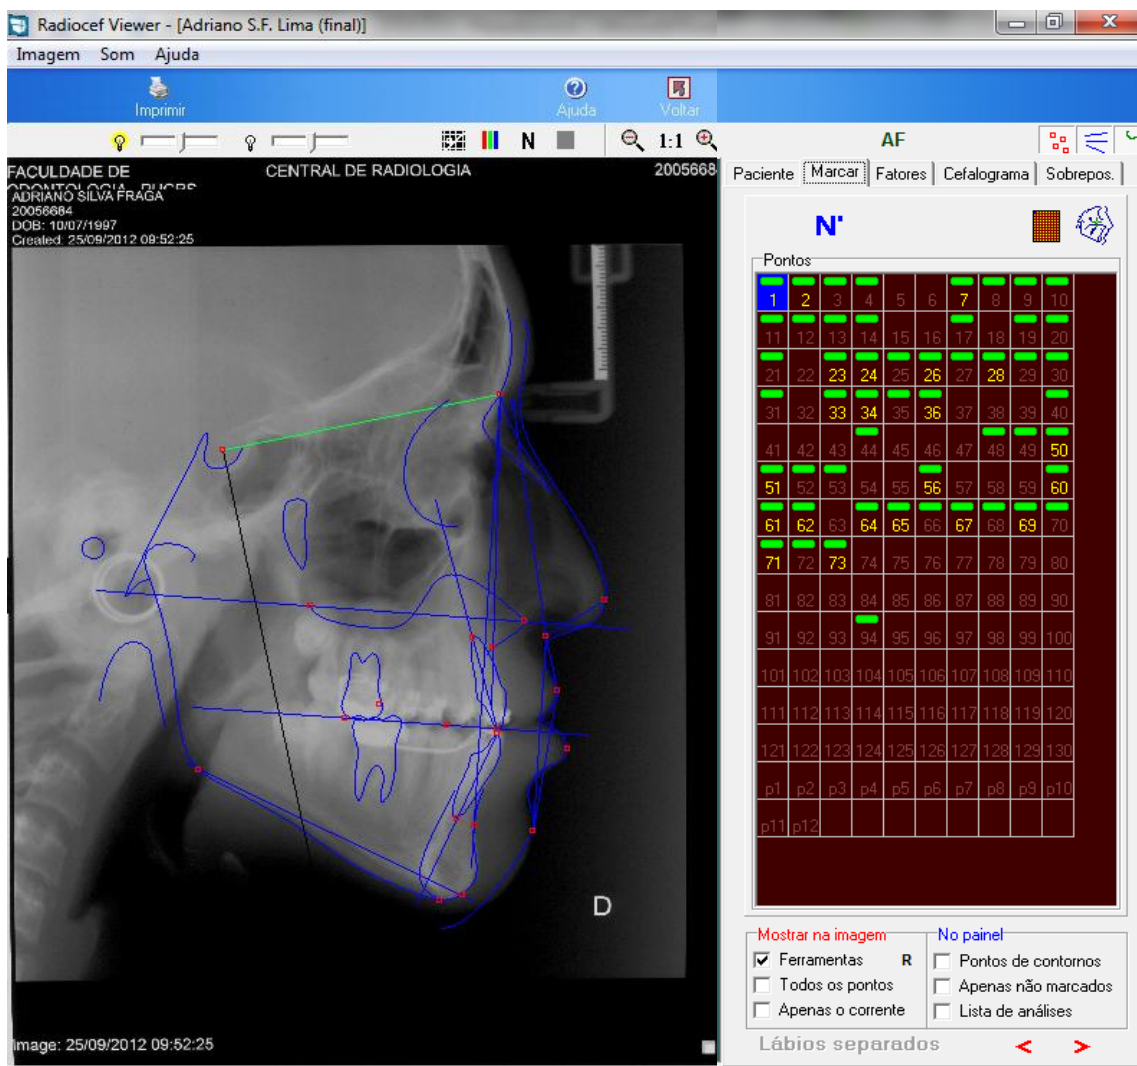 Radiocef Viewer - [Adriano S.F. Lima (final)]
Imagem Som Ajuda
Imprimir Ajuda Voltar
N 1:1 AF
FACULDADE DE CENTRAL DE RADIOLOGIA 2005668
ODONTOLOGIA PUCRS
ADRIANO SILVA FRAGA
20056684
DOB: 10/07/1997
Created: 25/09/2012 09:52:25
D
Image: 25/09/2012 09:52:25
Paciente Marcar Fatores Cefalograma Sobrepos.
N'
Pontos
1 2 3 4 5 6 7 8 9 10
11 12 13 14 15 16 17 18 19 20
21 22 23 24 25 26 27 28 29 30
31 32 33 34 35 36 37 38 39 40
41 42 43 44 45 46 47 48 49 50
51 52 53 54 55 56 57 58 59 60
61 62 63 64 65 66 67 68 69 70
71 72 73 74 75 76 77 78 79 80
81 82 83 84 85 86 87 88 89 90
91 92 93 94 95 96 97 98 99 100
101 102 103 104 105 106 107 108 109 110
111 112 113 114 115 116 117 118 119 120
121 122 123 124 125 126 127 128 129 130
p1 p2 p3 p4 p5 p6 p7 p8 p9 p10
p11 p12
Mostrar na imagem
Ferramentas R
Todos os pontos
Apenas o corrente
No painel
Pontos de contornos
Apenas não marcados
Lista de análises
Lábios separados < >